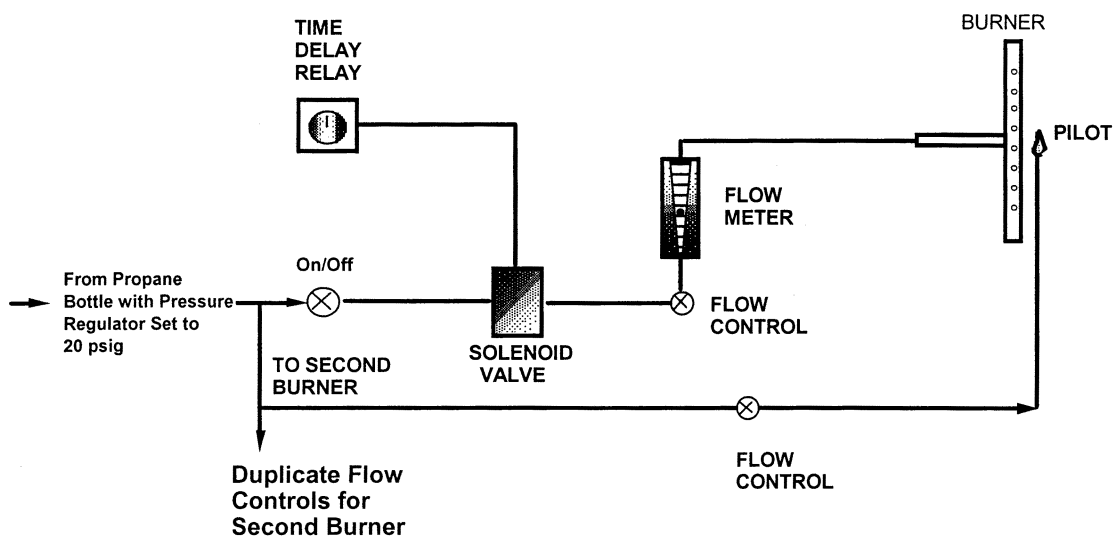 BURNER
TIME
DELAY
RELAY
PILOT
FLOW
METER
On/Off
From Propane
Bottle with Pressure
Regulator Set to
20 psig
FLOW
CONTROL
SOLENOID
VALVE
TO SECOND
BURNER
FLOW
CONTROL
Duplicate Flow
Controls for
Second Burner